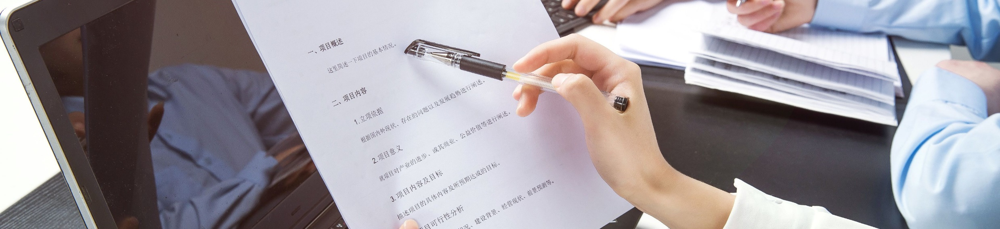 一、项目概述
这里简述一下项目的基本情况。
二、项目内容
1.立项依据
根据国内外现状、存在的问题以及发展趋势进行阐述。
2.项目意义
就项目对产业的进步、或其商业、公益价值等进行阐述。
3.项目内容及目标
描述项目的具体内容及所预期达成的目标。
项目可行性分析
状况、建设背景、经营现状、前景预测等。